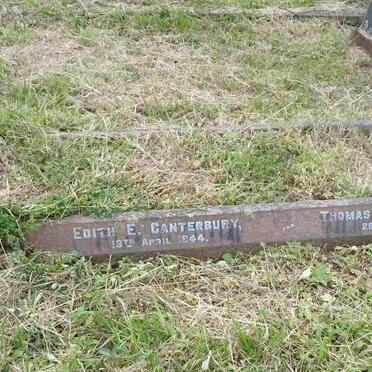 EDITH E. CANTERBURY.
THOMAS
13TH APRIL 1944.